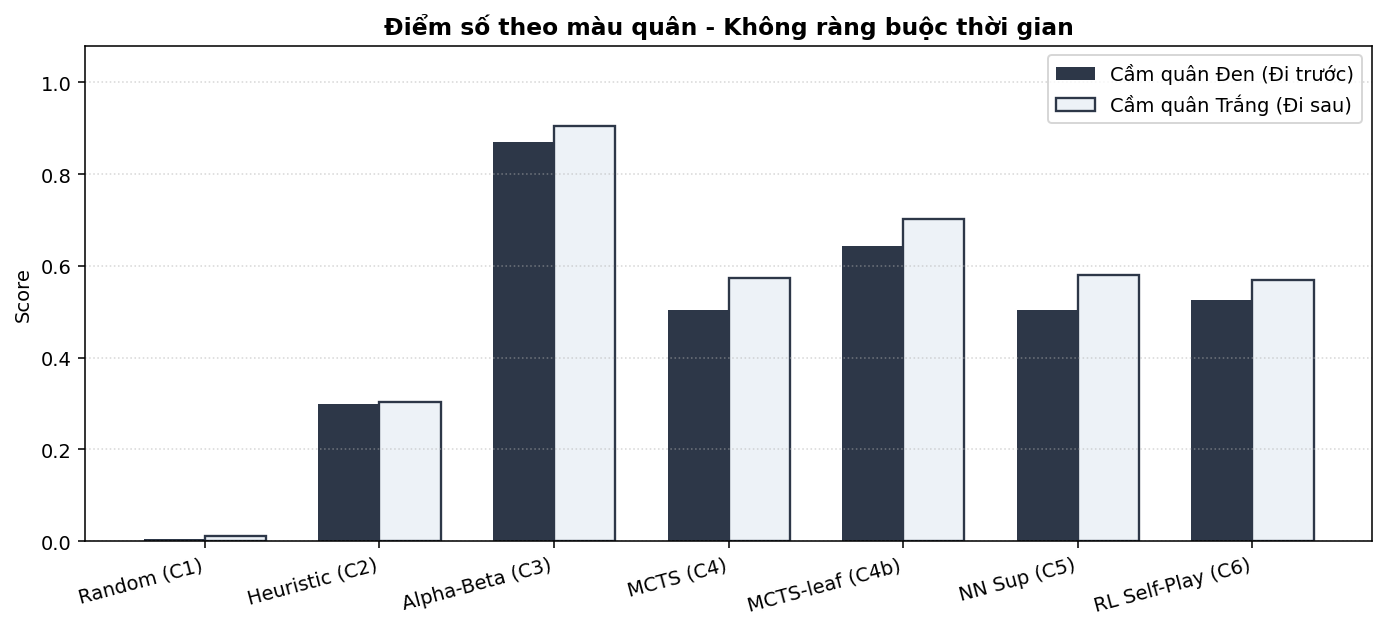 Điểm số theo màu quân - Không ràng buộc thời gian
Cầm quân Đen (Đi trước)
Cầm quân Trắng (Đi sau)
Score
1.0
0.8
0.6
0.4
0.2
0.0
Random (C1)
Heuristic (C2)
Alpha-Beta (C3)
MCTS (C4)
MCTS-leaf (C4b)
NN Sup (C5)
RL Self-Play (C6)